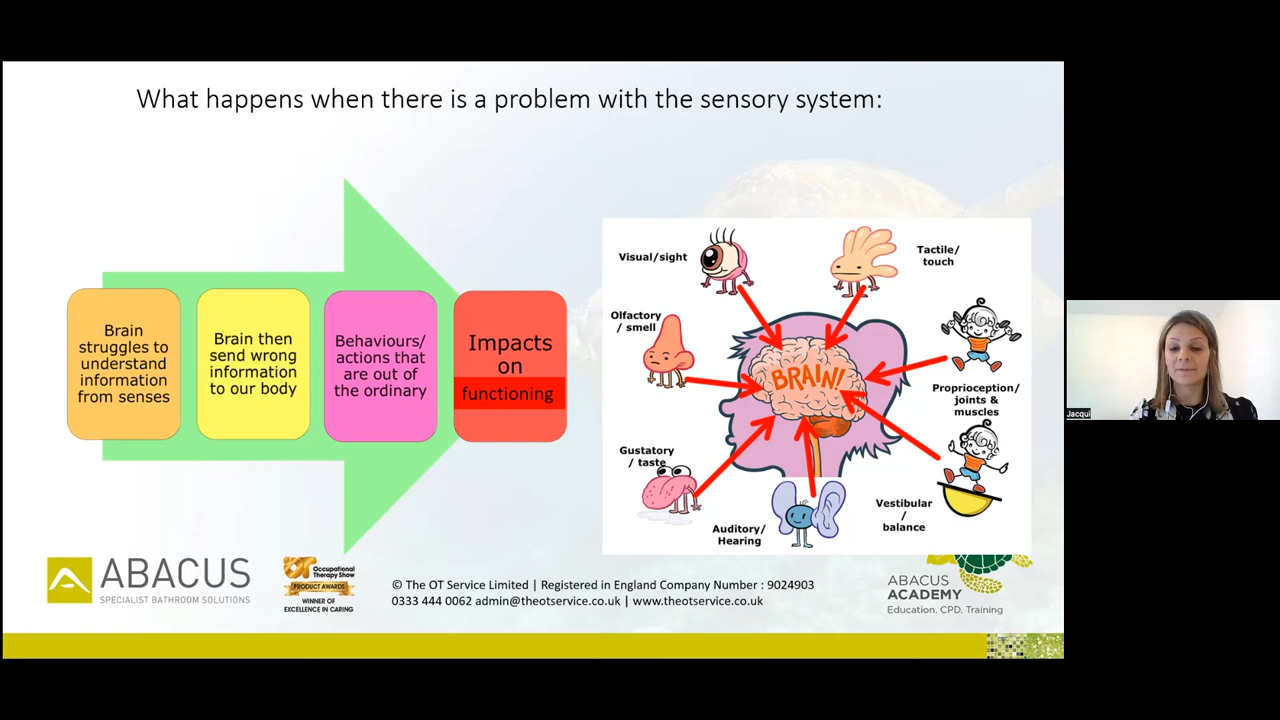 What happens when there is a problem with the sensory system:
Brain
struggles to
understand
information
from senses
Brain then
send wrong
information
to our body
Behaviours/
actions that
are out of
the ordinary
Impacts
on
functioning
Visual/sight
Tactile/
touch
Olfactory
/ smell
BRAIN!
Proprioception/
joints &
muscles
Gustatory
/ taste
Auditory/
Hearing
Vestibular
/
balance
Jacqui
ABACUS
SPECIALIST BATHROOM SOLUTIONS
OT Occupational
Therapy Show
PRODUCT AWARDS
WINNER OF
EXCELLENCE IN CARING
© The OT Service Limited | Registered in England Company Number : 9024903
0333 444 0062 admin@theotservice.co.uk | www.theotservice.co.uk
ABACUS
ACADEMY
Education. CPD. Training